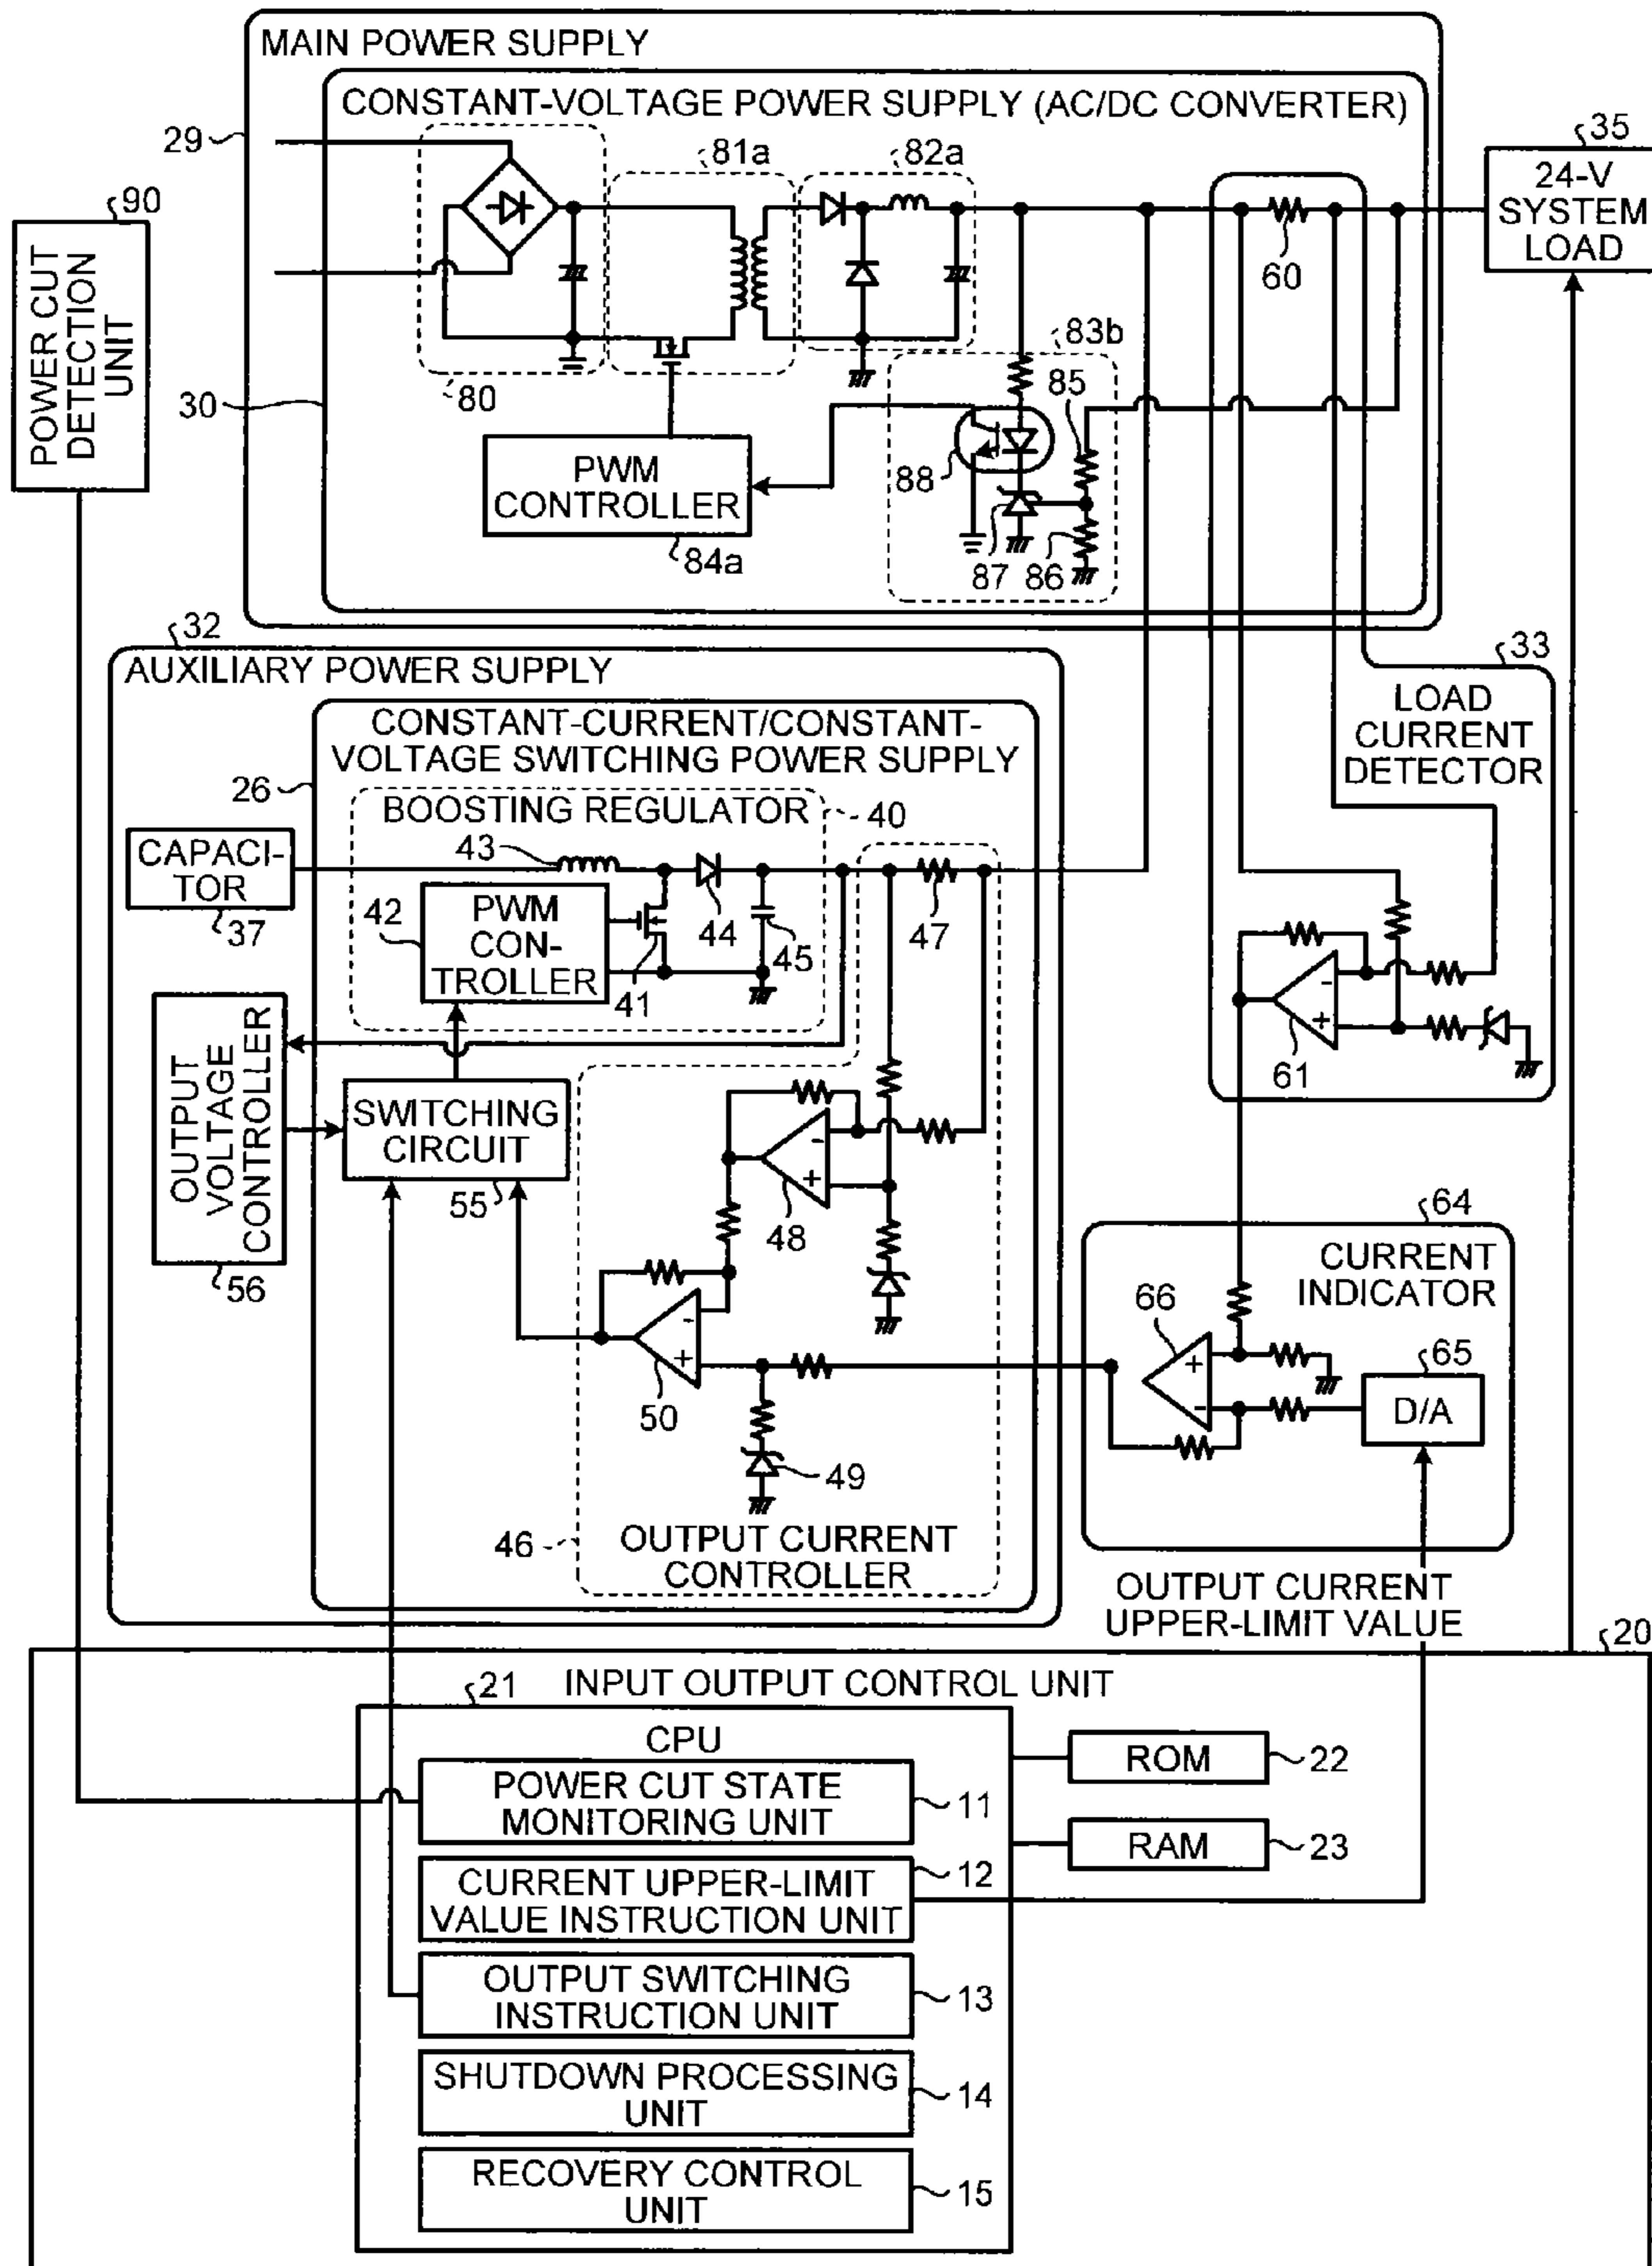 MAIN POWER SUPPLY
CONSTANT-VOLTAGE POWER SUPPLY (AC/DC CONVERTER)
29
81a
82a
35
24-V
SYSTEM
LOAD
90
POWER CUT
DETECTION
UNIT
60
83b
80
30
85
88
PWM
CONTROLLER
84a
87
86
32
AUXILIARY POWER SUPPLY
33
LOAD
CURRENT
DETECTOR
CONSTANT-CURRENT/CONSTANT-
VOLTAGE SWITCHING POWER SUPPLY
26
BOOSTING REGULATOR
40
CAPACI-
TOR
37
43
42
PWM
CON-
TROLLER
44
45
47
41
-
+
61
OUTPUT
VOLTAGE
CONTROLLER
56
SWITCHING
CIRCUIT
55
-
+
48
64
CURRENT
INDICATOR
66
-
+
50
+
-
65
D/A
49
46
OUTPUT CURRENT
CONTROLLER
OUTPUT CURRENT
UPPER-LIMIT VALUE
20
INPUT OUTPUT CONTROL UNIT
21
CPU
ROM
22
POWER CUT STATE
MONITORING UNIT
11
RAM
23
CURRENT UPPER-LIMIT
VALUE INSTRUCTION UNIT
12
OUTPUT SWITCHING
INSTRUCTION UNIT
13
SHUTDOWN PROCESSING
UNIT
14
RECOVERY CONTROL
UNIT
15